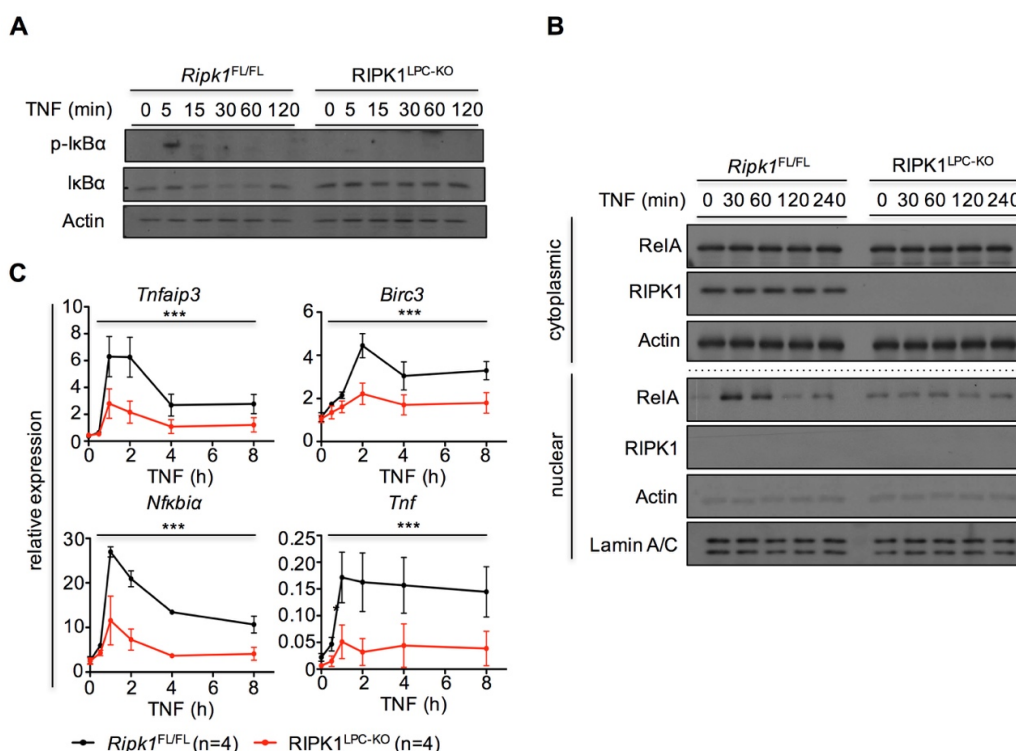 A
Ripk1FL/FL RIPK1LPC-KO
TNF (min) 0 5 15 30 60 120 0 5 15 30 60 120
p-IκBα
IκBα
Actin
B
Ripk1FL/FL RIPK1LPC-KO
TNF (min) 0 30 60 120 240 0 30 60 120 240
cytoplasmic
RelA
RIPK1
Actin
nuclear
RelA
RIPK1
Actin
Lamin A/C
C
relative expression
Tnfaip3
***
10
8
6
4
2
0
0 2 4 6 8
TNF (h)
Birc3
***
6
4
2
0
0 2 4 6 8
TNF (h)
Nfκbiα
***
30
20
10
0
0 2 4 6 8
TNF (h)
Tnf
***
0.25
0.20
0.15
0.10
0.05
0
0 2 4 6 8
TNF (h)
Ripk1FL/FL (n=4) RIPK1LPC-KO (n=4)